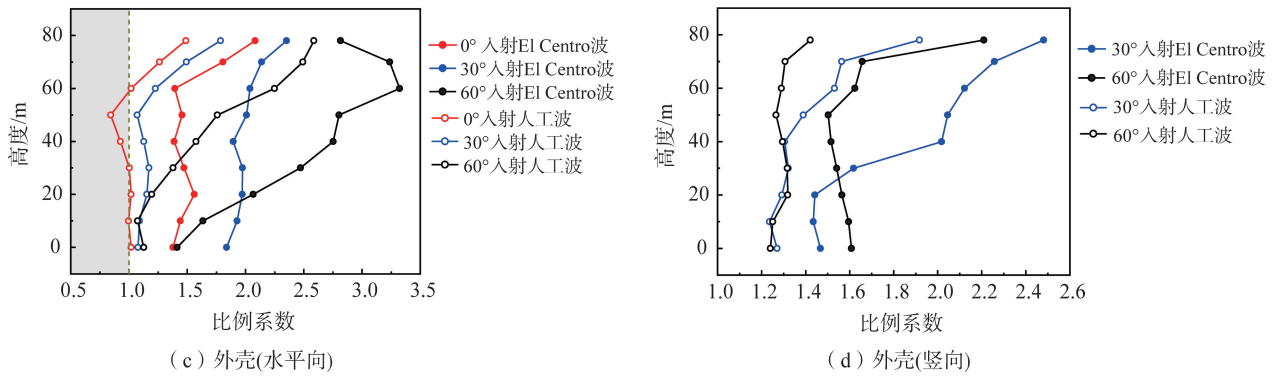 80
70
60
40
20
0
高度/m
0.5 1.0 1.5 2.0 2.5 3.0 3.5
比例系数
0° 入射El Centro波
30°入射El Centro波
60°入射El Centro波
0°入射人工波
30°入射人工波
60°入射人工波
(c)外壳(水平向)
80
60
40
20
0
高度/m
1.0 1.2 1.4 1.6 1.8 2.0 2.2 2.4 2.6
比例系数
30°入射El Centro波
60°入射El Centro波
30°入射人工波
60°入射人工波
(d)外壳(竖向)